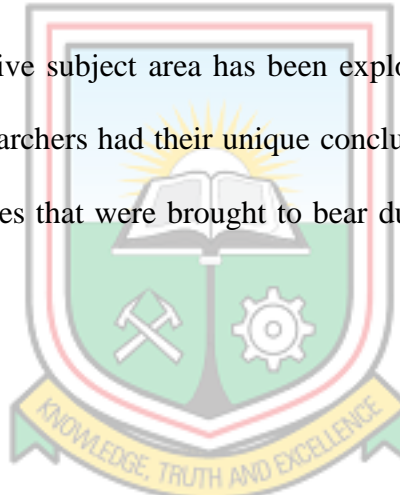 ive subject area has been explo
archers had their unique conclu
es that were brought to bear du
KNOWLEDGE, TRUTH AND EXCELLENCE